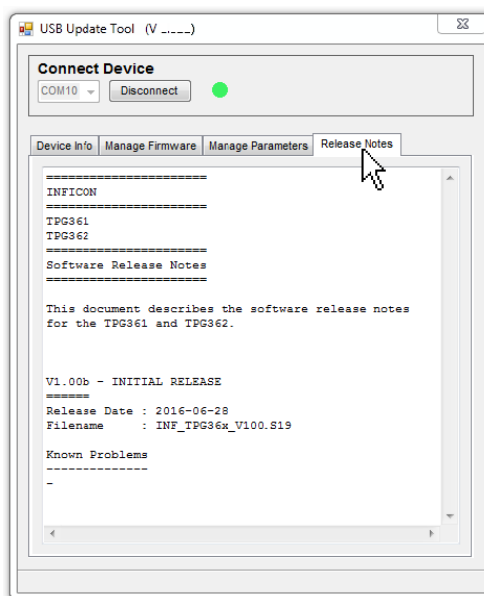 USB Update Tool (V _.___)
Connect Device
COM10 Disconnect
Device Info Manage Firmware Manage Parameters Release Notes
======================
INFICON
======================
TPG361
TPG362
======================
Software Release Notes
======================
This document describes the software release notes
for the TPG361 and TPG362.
V1.00b - INITIAL RELEASE
======
Release Date : 2016-06-28
Filename : INF_TPG36x_V100.S19
Known Problems
--------------
-